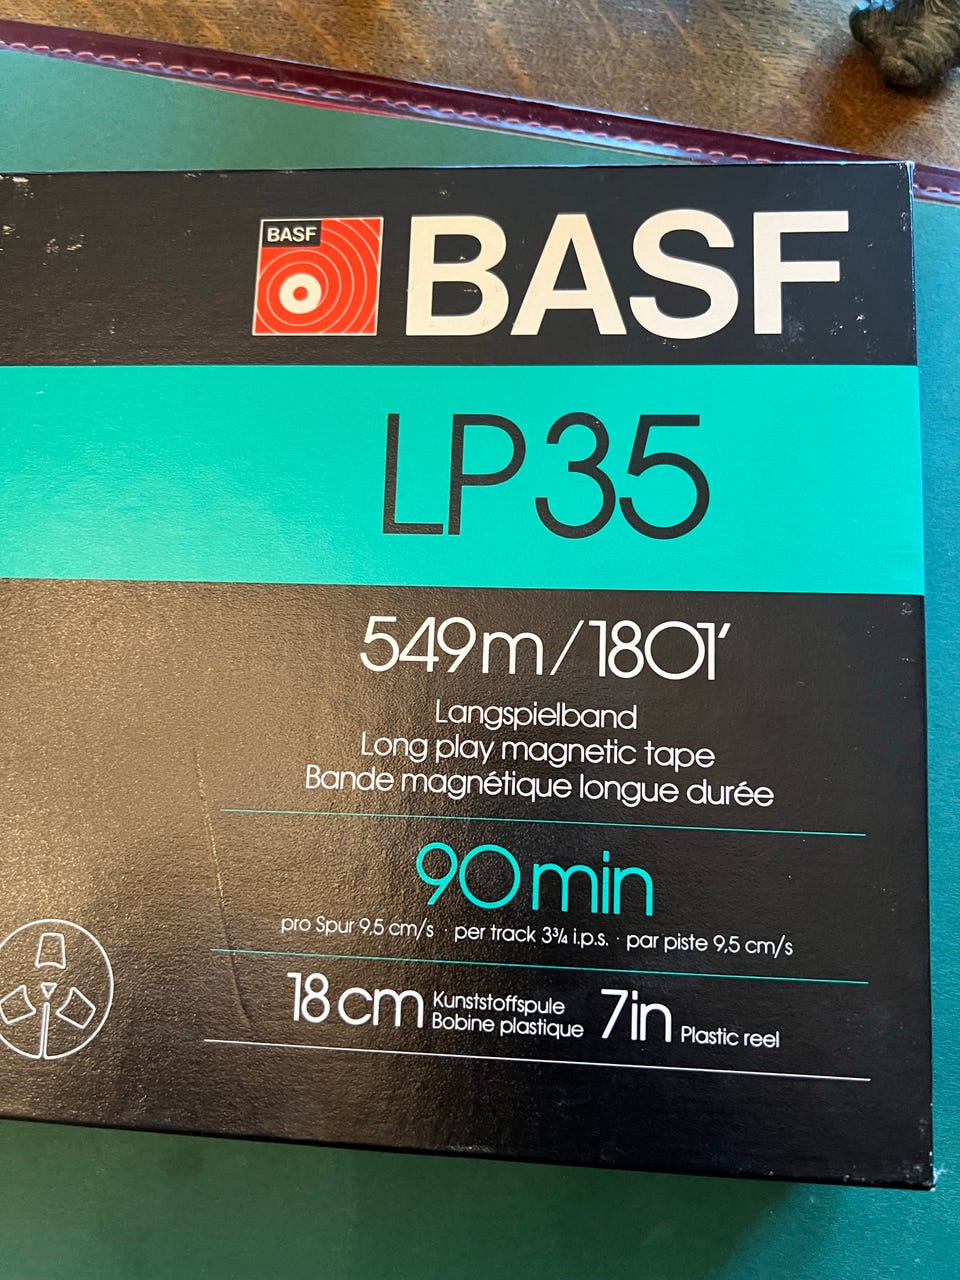 BASF
BASF
LP35
549m/1801'
Langspielband
Long play magnetic tape
Bande magnétique longue durée
90 min
pro Spur 9,5 cm/s · per track 3¾ i.p.s. · par piste 9,5 cm/s
18 cm Kunststoffspule
Bobine plastique
7in Plastic reel